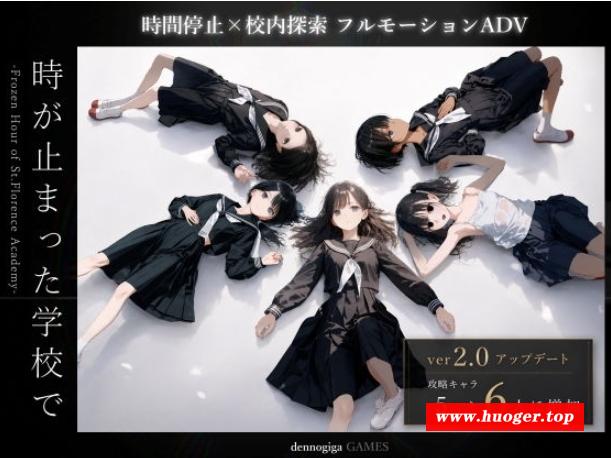 時間停止×校内探索 フルモーションADV
時が止まった学校で
-Frozen Hour of St.Florence Academy-
ver2.0 アップデート
攻略キャラ
6
www.huoger.top
dennogiga GAMES